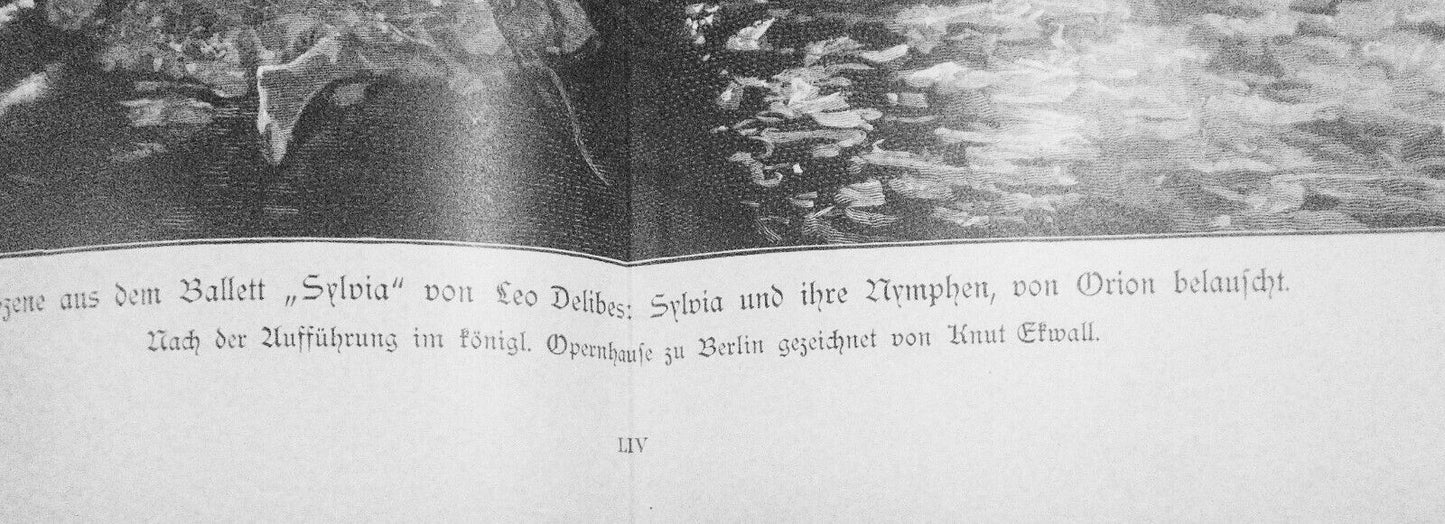 zene aus dem Ballett „Sylvia“ von Leo Delibes: Sylvia und ihre Nymphen, von Orion belauſcht.
Nach der Aufführung im königl. Opernhauſe zu Berlin gezeichnet von Knut Ekwall.
LIV